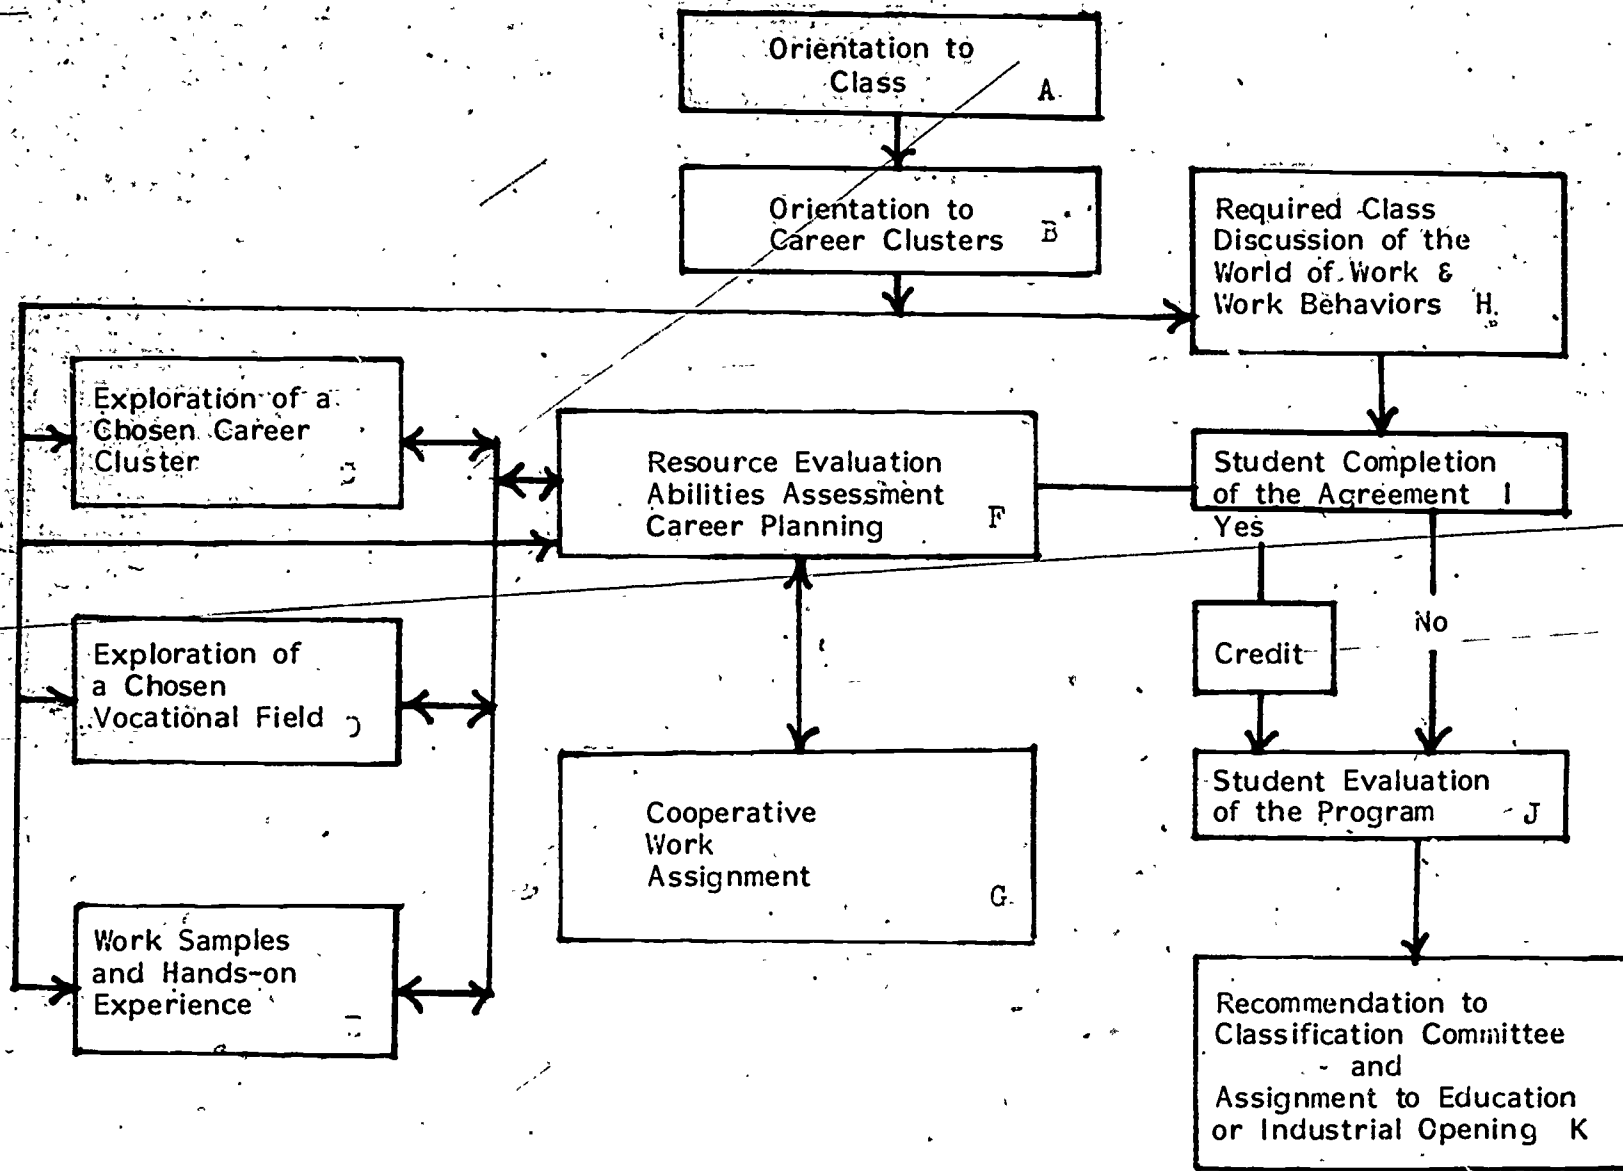 Orientation to
Class A
Orientation to
Career Clusters B
Required Class
Discussion of the
World of Work &
Work Behaviors H
Exploration of a
Chosen Career
Cluster
Resource Evaluation
Abilities Assessment
Career Planning F
Student Completion
of the Agreement I
Yes
No
Credit
Exploration of
a Chosen
Vocational Field
Cooperative
Work
Assignment G
Student Evaluation
of the Program J
Work Samples
and Hands-on
Experience
Recommendation to
Classification Committee
- and
Assignment to Education
or Industrial Opening K